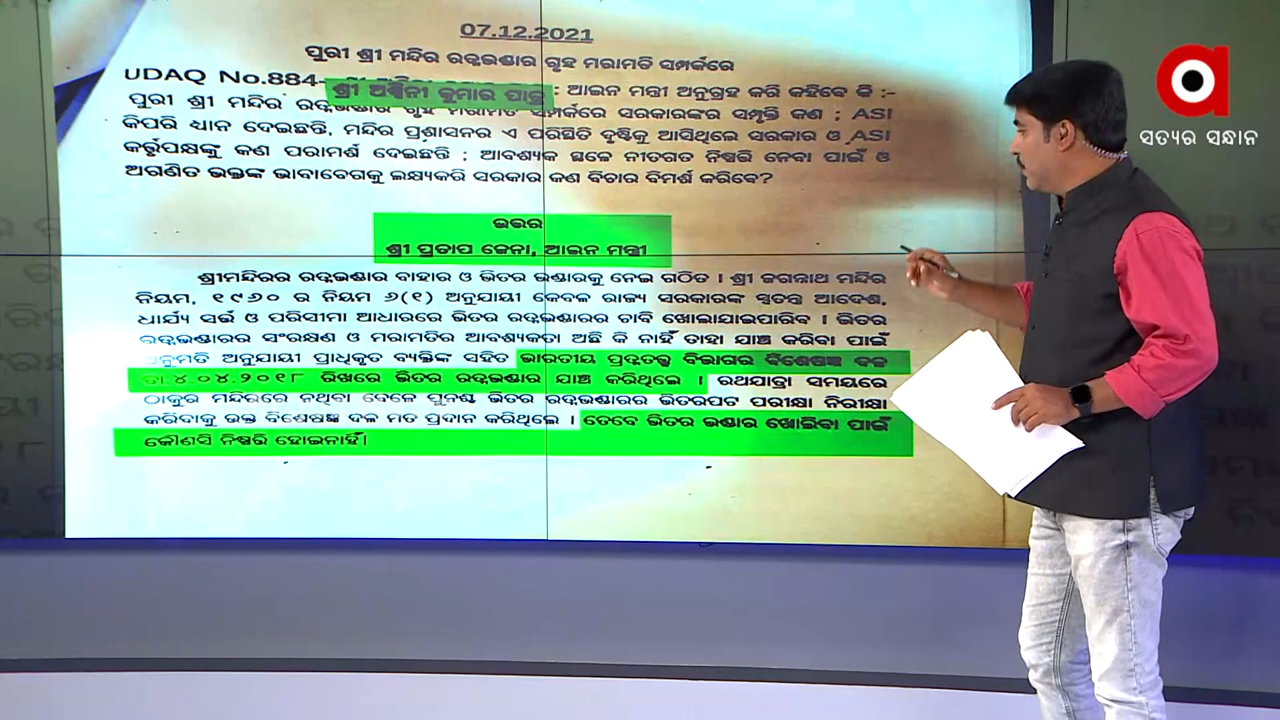 07.12.2021
ପୁରୀ ଶ୍ରୀ ମନ୍ଦିର ରତ୍ନଭଣ୍ଡାର ଗୃହ ମରାମତି ସମ୍ପର୍କରେ
UDAQ No.884- ଶ୍ରୀ ଅଶ୍ୱିନୀ କୁମାର ପାତ୍ର : ଆଇନ ମନ୍ତ୍ରୀ ଅନୁଗ୍ରହ କରି କହିବେ କି :-
ପୁରୀ ଶ୍ରୀ ମନ୍ଦିର ରତ୍ନଭଣ୍ଡାର ଗୃହ ମରାମତି ସମ୍ପର୍କରେ ସରକାରଙ୍କର ସମ୍ପୃକ୍ତି କଣ ; ASI
କିପରି ଧ୍ୟାନ ଦେଇଛନ୍ତି, ମନ୍ଦିର ପ୍ରଶାସନର ଏ ପରିସ୍ଥିତି ଦୃଷ୍ଟିକୁ ଆସିଥିଲେ ସରକାର ଓ ASI
କର୍ତ୍ତୃପକ୍ଷଙ୍କୁ କଣ ପରାମର୍ଶ ଦେଇଛନ୍ତି ; ଆବଶ୍ୟକ ସ୍ଥଳେ ନୀତଗତ ନିଷ୍ପତ୍ତି ନେବା ପାଇଁ ଓ
ଅଗଣିତ ଭକ୍ତଙ୍କ ଭାବାବେଗକୁ ଲକ୍ଷ୍ୟକରି ସରକାର କଣ ବିଚାର ବିମର୍ଶ କରିବେ?
ଉତ୍ତର
ଶ୍ରୀ ପ୍ରତାପ ଜେନା, ଆଇନ ମନ୍ତ୍ରୀ
ଶ୍ରୀମନ୍ଦିରର ରତ୍ନଭଣ୍ଡାର ବାହାର ଓ ଭିତର ଭଣ୍ଡାରକୁ ନେଇ ଗଠିତ । ଶ୍ରୀ ଜଗନ୍ନାଥ ମନ୍ଦିର
ନିୟମ, ୧୯୬୦ ର ନିୟମ ୬(୧) ଅନୁଯାୟୀ କେବଳ ରାଜ୍ୟ ସରକାରଙ୍କ ସ୍ୱତନ୍ତ୍ର ଆଦେଶ,
ଧାର୍ଯ୍ୟ ସର୍ତ୍ତ ଓ ପରିସୀମା ଆଧାରରେ ଭିତର ରତ୍ନଭଣ୍ଡାରର ଚାବି ଖୋଲାଯାଇପାରିବ । ଭିତର
ରତ୍ନଭଣ୍ଡାରର ସଂରକ୍ଷଣ ଓ ମରାମତିର ଆବଶ୍ୟକତା ଅଛି କି ନାହିଁ ତାହା ଯାଞ୍ଚ କରିବା ପାଇଁ
ଅନୁମତି ଅନୁଯାୟୀ ପ୍ରାଧିକୃତ ବ୍ୟକ୍ତିଙ୍କ ସହିତ ଭାରତୀୟ ପ୍ରତ୍ନତତ୍ତ୍ୱ ବିଭାଗର ବିଶେଷଜ୍ଞ ଦଳ
ତା.୪.୦୪.୨୦୧୮ ରିଖରେ ଭିତର ରତ୍ନଭଣ୍ଡାର ଯାଞ୍ଚ କରିଥିଲେ । ରଥଯାତ୍ରା ସମୟରେ
ଠାକୁର ମନ୍ଦିରରେ ନଥିବା ବେଳେ ପୁନଶ୍ଚ ଭିତର ରତ୍ନଭଣ୍ଡାରର ଭିତରପଟ ପରୀକ୍ଷା ନିରୀକ୍ଷା
କରିବାକୁ ଉକ୍ତ ବିଶେଷଜ୍ଞ ଦଳ ମତ ପ୍ରଦାନ କରିଥିଲେ । ତେବେ ଭିତର ଭଣ୍ଡାର ଖୋଲିବା ପାଇଁ
କୌଣସି ନିଷ୍ପତ୍ତି ହୋଇନାହିଁ।
ସତ୍ୟର ସନ୍ଧାନ